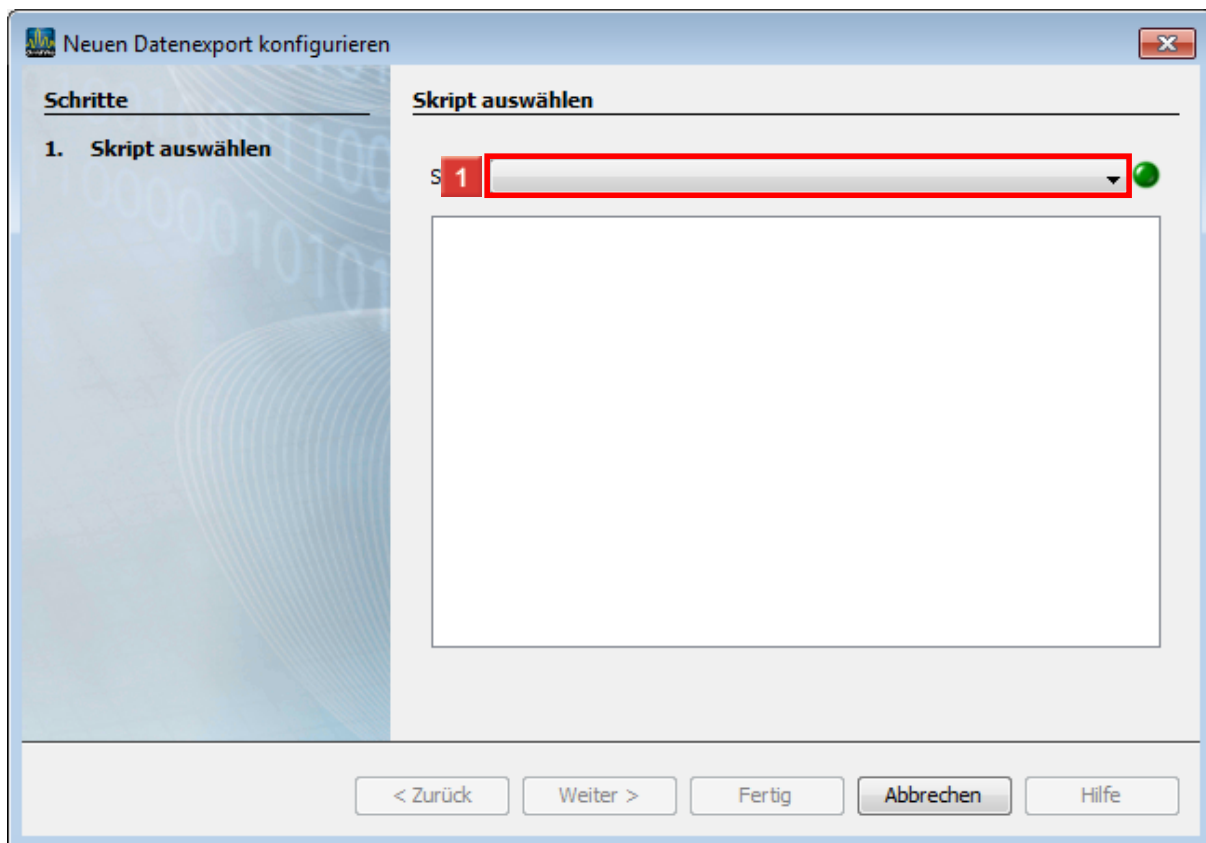 Neuen Datenexport konfigurieren
Schritte
1. Skript auswählen
Skript auswählen
S 1
< Zurück Weiter > Fertig Abbrechen Hilfe